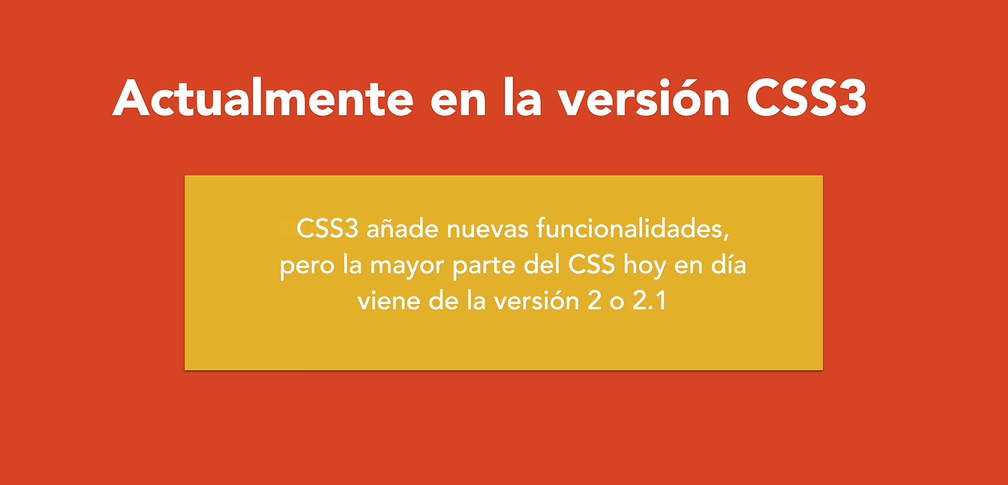 Actualmente en la versión CSS3
CSS3 añade nuevas funcionalidades,
pero la mayor parte del CSS hoy en día
viene de la versión 2 o 2.1